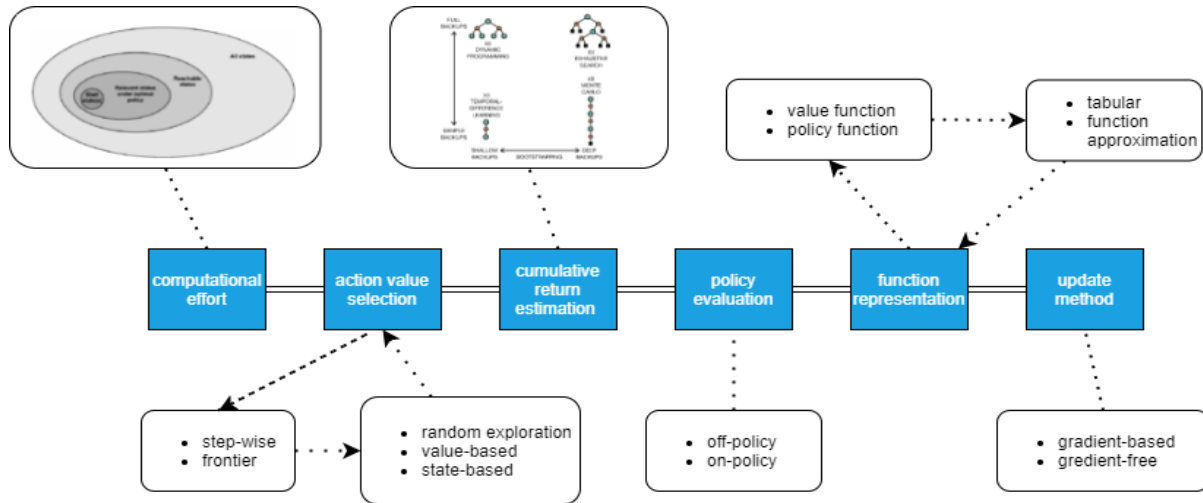 All states
Reachable
states
Relevant states
under optimal
policy
Start
states
FULL
BACKUPS
DYNAMIC
PROGRAMMING
EXHAUSTIVE
SEARCH
MONTE
CARLO
TEMPORAL-
DIFFERENCE
LEARNING
SAMPLE
BACKUPS
SHALLOW
BACKUPS
BOOTSTRAPPING
DEEP
BACKUPS
• value function
• policy function
• tabular
• function
approximation
computational
effort
action value
selection
cumulative
return
estimation
policy
evaluation
function
representation
update
method
• step-wise
• frontier
• random exploration
• value-based
• state-based
• off-policy
• on-policy
• gradient-based
• gredient-free